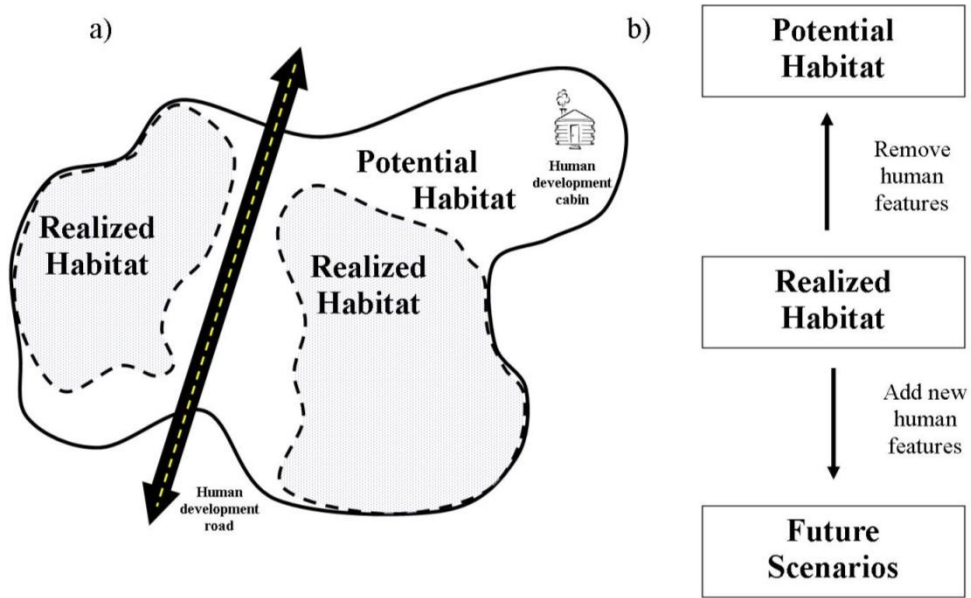 a)
Realized
Habitat
Potential
Habitat
Realized
Habitat
Human
development
cabin
Human
development
road
b)
Potential
Habitat
Remove
human
features
Realized
Habitat
Add new
human
features
Future
Scenarios